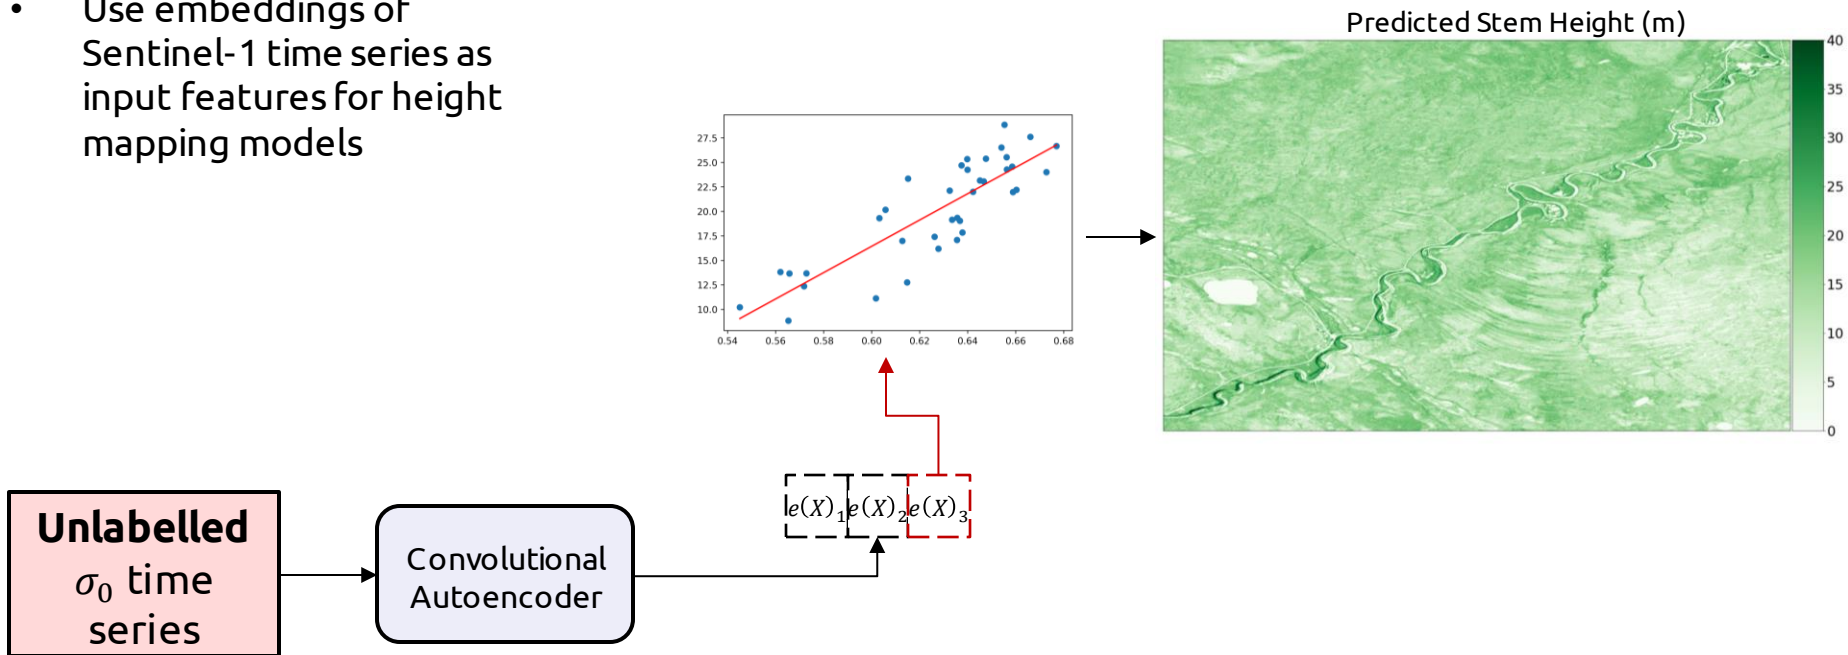 • Use embeddings of
Sentinel-1 time series as
input features for height
mapping models
Predicted Stem Height (m)
40
35
30
25
20
15
10
5
0
27.5
25.0
22.5
20.0
17.5
15.0
12.5
10.0
0.54 0.56 0.58 0.60 0.62 0.64 0.66 0.68
e(X)₁ e(X)₂ e(X)₃
Unlabelled
σ₀ time
series
Convolutional
Autoencoder